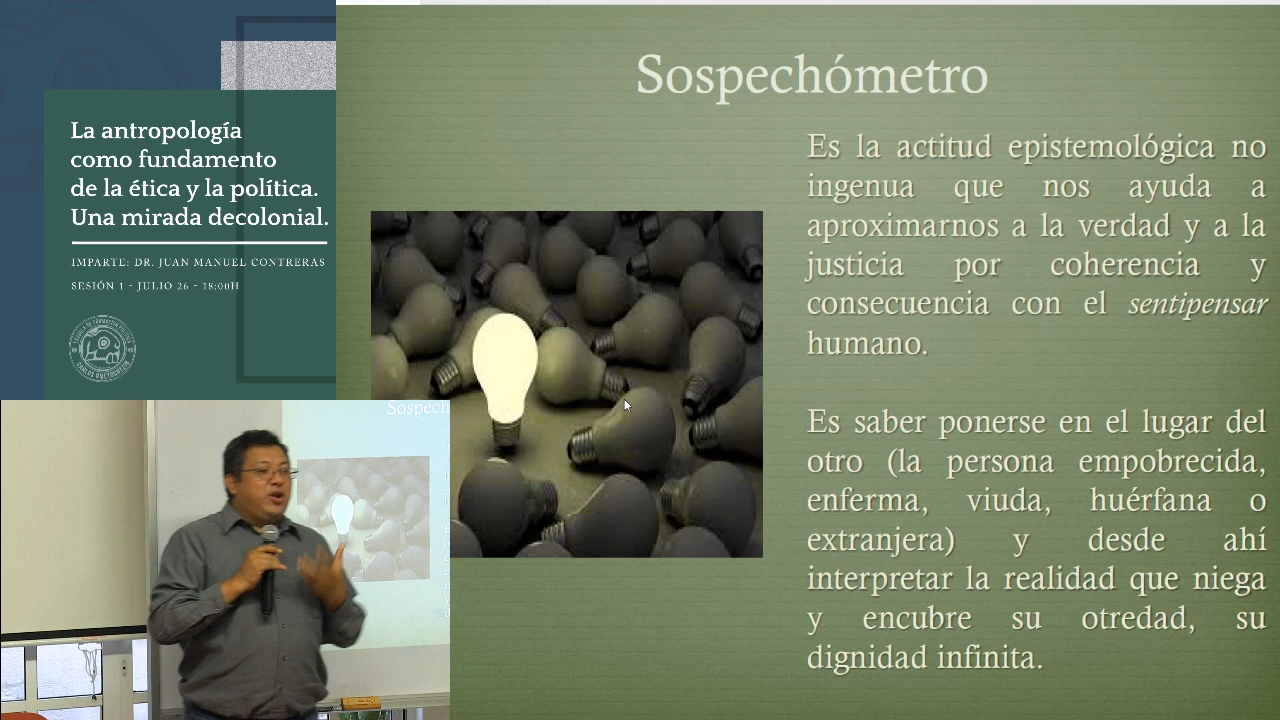 La antropología
como fundamento
de la ética y la política.
Una mirada decolonial.
IMPARTE: DR. JUAN MANUEL CONTRERAS
SESIÓN 1 - JULIO 26 - 18:00H
Sospechómetro
Es la actitud epistemológica no
ingenua que nos ayuda a
aproximarnos a la verdad y a la
justicia por coherencia y
consecuencia con el sentipensar
humano.
Es saber ponerse en el lugar del
otro (la persona empobrecida,
enferma, viuda, huérfana o
extranjera) y desde ahí
interpretar la realidad que niega
y encubre su otredad, su
dignidad infinita.
Sospech